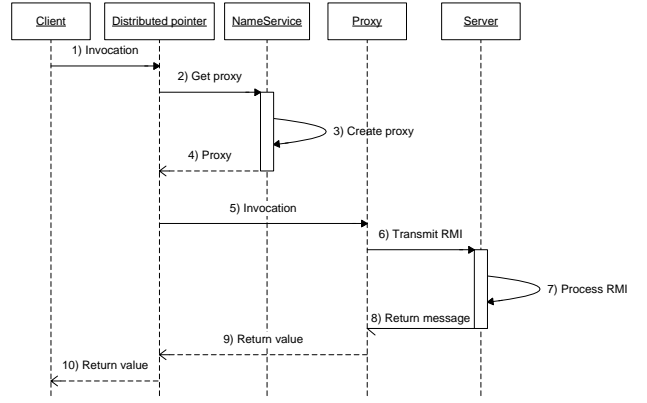 Client
Distributed pointer
NameService
Proxy
Server
1) Invocation
2) Get proxy
3) Create proxy
4) Proxy
5) Invocation
6) Transmit RMI
7) Process RMI
8) Return message
9) Return value
10) Return value